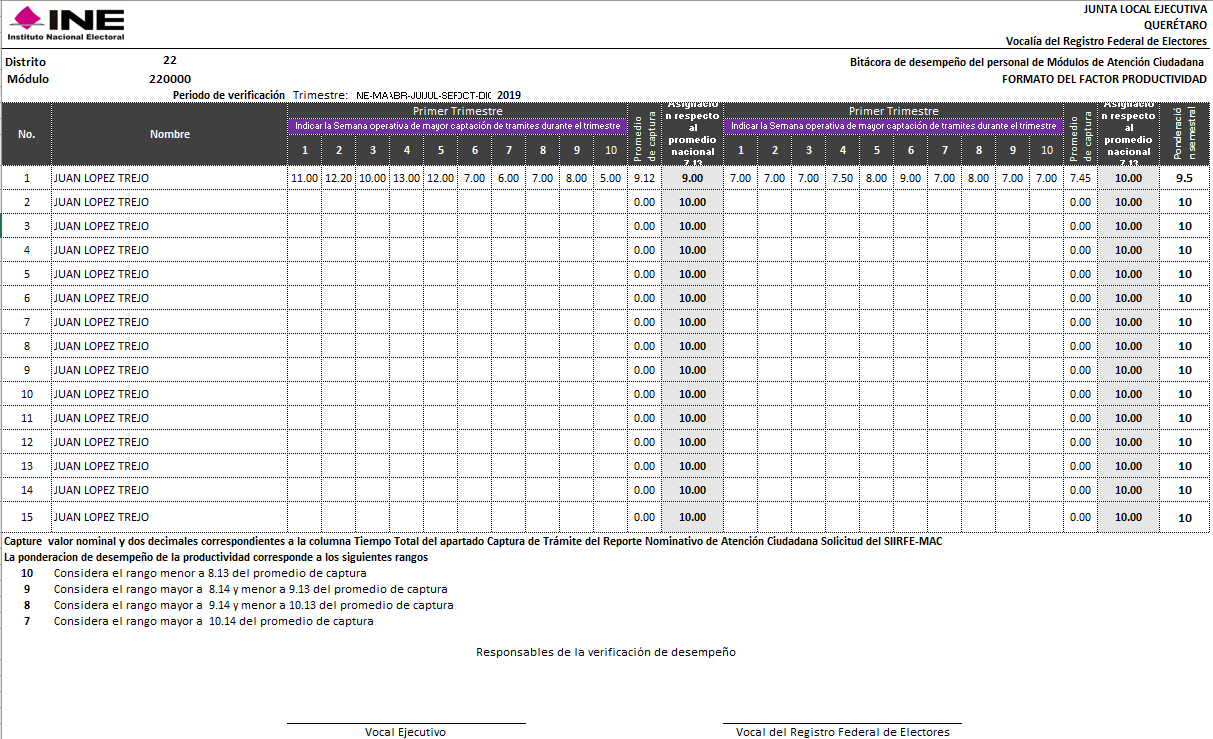 INE
Instituto Nacional Electoral
JUNTA LOCAL EJECUTIVA
QUERÉTARO
Vocalía del Registro Federal de Electores
Distrito 22
Bitácora de desempeño del personal de Módulos de Atención Ciudadana
Módulo 220000
FORMATO DEL FACTOR PRODUCTIVIDAD
Periodo de verificación Trimestre: 2019
No. Nombre Primer Trimestre Promedio de captura Asignación respecto al promedio nacional 7.13 Primer Trimestre Promedio de captura Asignación respecto al promedio nacional 7.13 Ponderación semestral
Indicar la Semana operativa de mayor captación de tramites durante el trimestre Indicar la Semana operativa de mayor captación de tramites durante el trimestre
1 2 3 4 5 6 7 8 9 10 1 2 3 4 5 6 7 8 9 10
1 JUAN LOPEZ TREJO 11.00 12.20 10.00 13.00 12.00 7.00 6.00 7.00 8.00 5.00 9.12 9.00 7.00 7.00 7.00 7.50 8.00 9.00 7.00 8.00 7.00 7.00 7.45 10.00 9.5
2 JUAN LOPEZ TREJO 0.00 10.00 0.00 10.00 10
3 JUAN LOPEZ TREJO 0.00 10.00 0.00 10.00 10
4 JUAN LOPEZ TREJO 0.00 10.00 0.00 10.00 10
5 JUAN LOPEZ TREJO 0.00 10.00 0.00 10.00 10
6 JUAN LOPEZ TREJO 0.00 10.00 0.00 10.00 10
7 JUAN LOPEZ TREJO 0.00 10.00 0.00 10.00 10
8 JUAN LOPEZ TREJO 0.00 10.00 0.00 10.00 10
9 JUAN LOPEZ TREJO 0.00 10.00 0.00 10.00 10
10 JUAN LOPEZ TREJO 0.00 10.00 0.00 10.00 10
11 JUAN LOPEZ TREJO 0.00 10.00 0.00 10.00 10
12 JUAN LOPEZ TREJO 0.00 10.00 0.00 10.00 10
13 JUAN LOPEZ TREJO 0.00 10.00 0.00 10.00 10
14 JUAN LOPEZ TREJO 0.00 10.00 0.00 10.00 10
15 JUAN LOPEZ TREJO 0.00 10.00 0.00 10.00 10
Capture valor nominal y dos decimales correspondientes a la columna Tiempo Total del apartado Captura de Trámite del Reporte Nominativo de Atención Ciudadana Solicitud del SIIRFE-MAC
La ponderacion de desempeño de la productividad corresponde a los siguientes rangos
10 Considera el rango menor a 8.13 del promedio de captura
9 Considera el rango mayor a 8.14 y menor a 9.13 del promedio de captura
8 Considera el rango mayor a 9.14 y menor a 10.13 del promedio de captura
7 Considera el rango mayor a 10.14 del promedio de captura
Responsables de la verificación de desempeño
Vocal Ejecutivo Vocal del Registro Federal de Electores